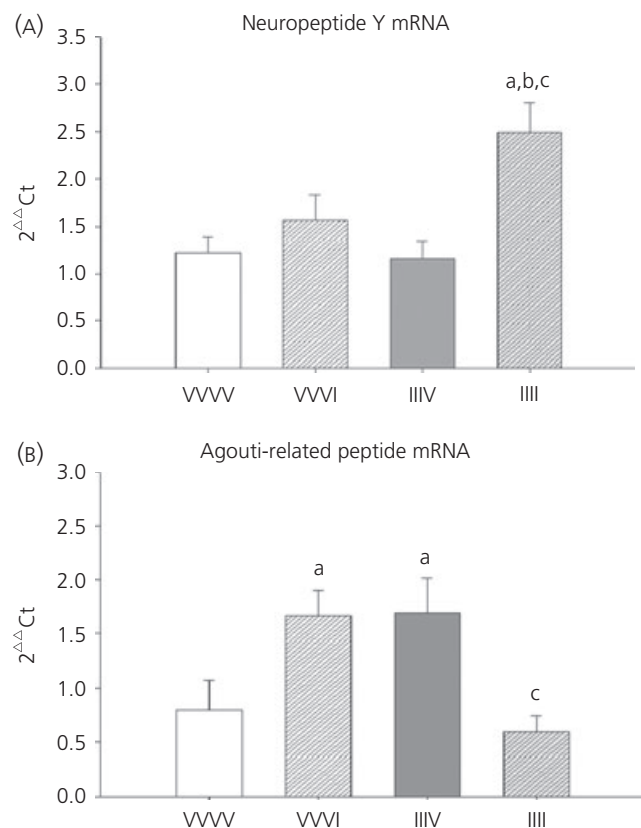 (A) Neuropeptide Y mRNA
3.5
3.0
2.5
2.0
1.5
1.0
0.5
0.0
2^△△Ct
a,b,c
VVVV VVVI IIIV IIII
(B) Agouti-related peptide mRNA
3.0
2.5
2.0
1.5
1.0
0.5
0.0
2^△△Ct
a a
c
VVVV VVVI IIIV IIII